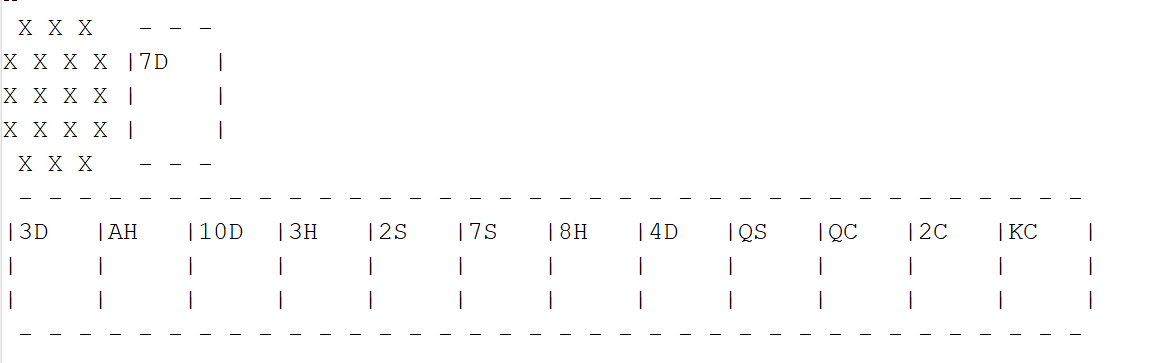 X X X   - - -
X X X X |7D   |
X X X X |     |
X X X X |     |
X X X   - - -
- - - - - - - - - - - - - - - - - - - - - - - - - - - - - - - - - - - -
|3D   |AH   |10D  |3H   |2S   |7S   |8H   |4D   |QS   |QC   |2C   |KC   |
|     |     |     |     |     |     |     |     |     |     |     |     |
|     |     |     |     |     |     |     |     |     |     |     |     |
- - - - - - - - - - - - - - - - - - - - - - - - - - - - - - - - - - - -